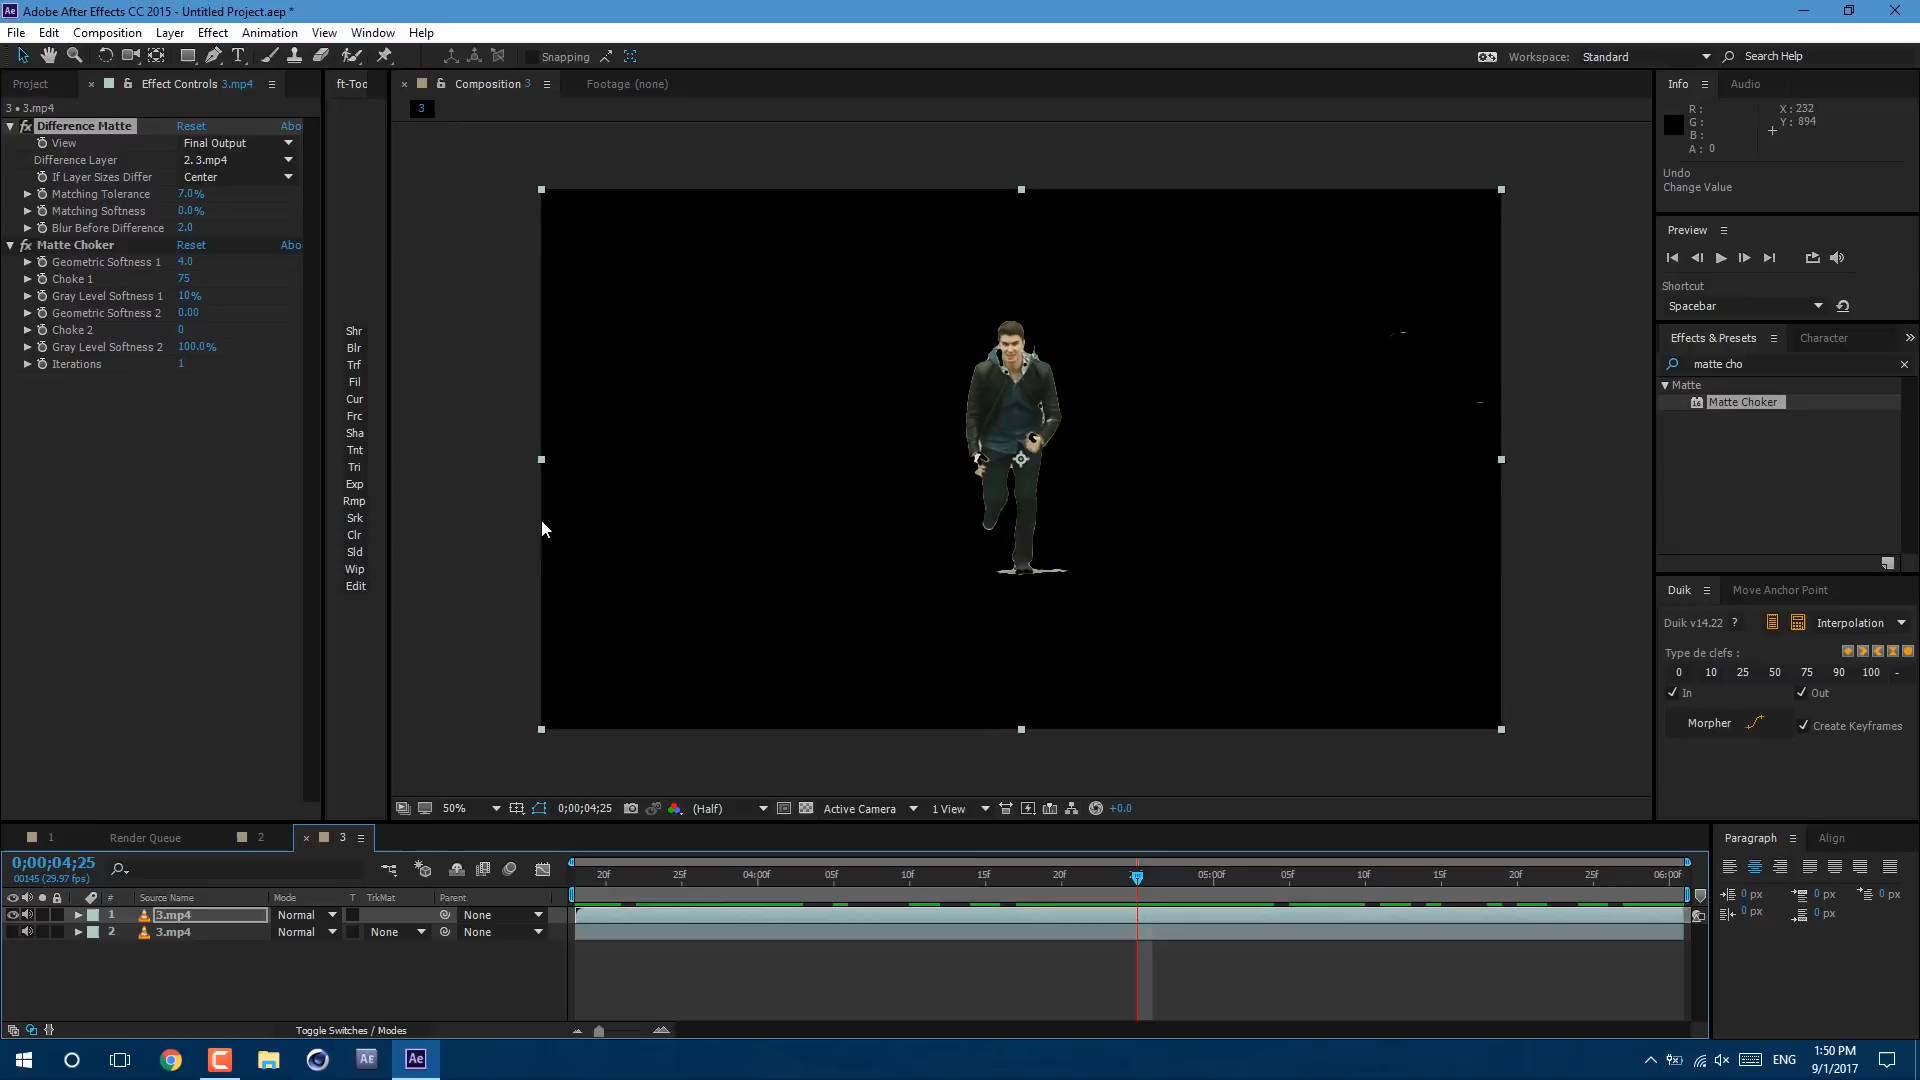 Adobe After Effects CC 2015 - Untitled Project.aep *
File Edit Composition Layer Effect Animation View Window Help
Snapping
Workspace: Standard Search Help
Project Effect Controls 3.mp4
3 • 3.mp4
fx Difference Matte Reset Abo
View Final Output
Difference Layer 2. 3.mp4
If Layer Sizes Differ Center
Matching Tolerance 7.0%
Matching Softness 0.0%
Blur Before Difference 2.0
fx Matte Choker Reset Abo
Geometric Softness 1 4.0
Choke 1 75
Gray Level Softness 1 10%
Geometric Softness 2 0.00
Choke 2 0
Gray Level Softness 2 100.0%
Iterations 1
ft-Too
Shr
Blr
Trf
Fil
Cur
Frc
Sha
Tnt
Tri
Exp
Rmp
Srk
Clr
Sld
Wip
Edit
Composition 3 Footage (none)
3
50% 0;00;04;25 (Half) Active Camera 1 View +0.0
Info Audio
R: X: 232
G: Y: 894
B:
A: 0
Undo
Change Value
Preview
Shortcut
Spacebar
Effects & Presets Character
matte cho
Matte
Matte Choker
Duik Move Anchor Point
Duik v14.22 ? Interpolation
Type de clefs :
0 10 25 50 75 90 100 -
In Out
Morpher Create Keyframes
1 Render Queue 2 3
0;00;04;25
00145 (29.97 fps)
20f 25f 04:00f 05f 10f 15f 20f 05:00f 05f 10f 15f 20f 25f 06:00f
# Source Name Mode T TrkMat Parent
1 3.mp4 Normal None
2 3.mp4 Normal None None
Toggle Switches / Modes
Paragraph Align
0 px 0 px 0 px
0 px 0 px
ENG
1:50 PM
9/1/2017